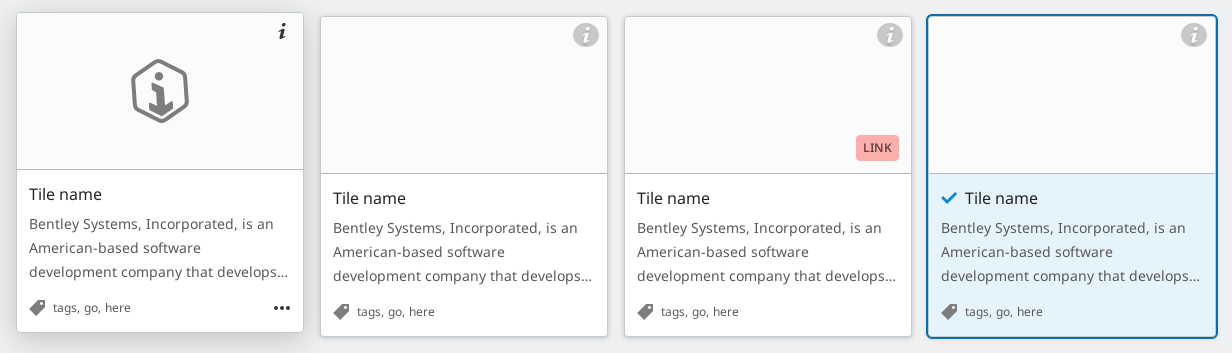 Tile name
Bentley Systems, Incorporated, is an
American-based software
development company that develops...
tags, go, here
Tile name
Bentley Systems, Incorporated, is an
American-based software
development company that develops...
tags, go, here
LINK
Tile name
Bentley Systems, Incorporated, is an
American-based software
development company that develops...
tags, go, here
Tile name
Bentley Systems, Incorporated, is an
American-based software
development company that develops...
tags, go, here